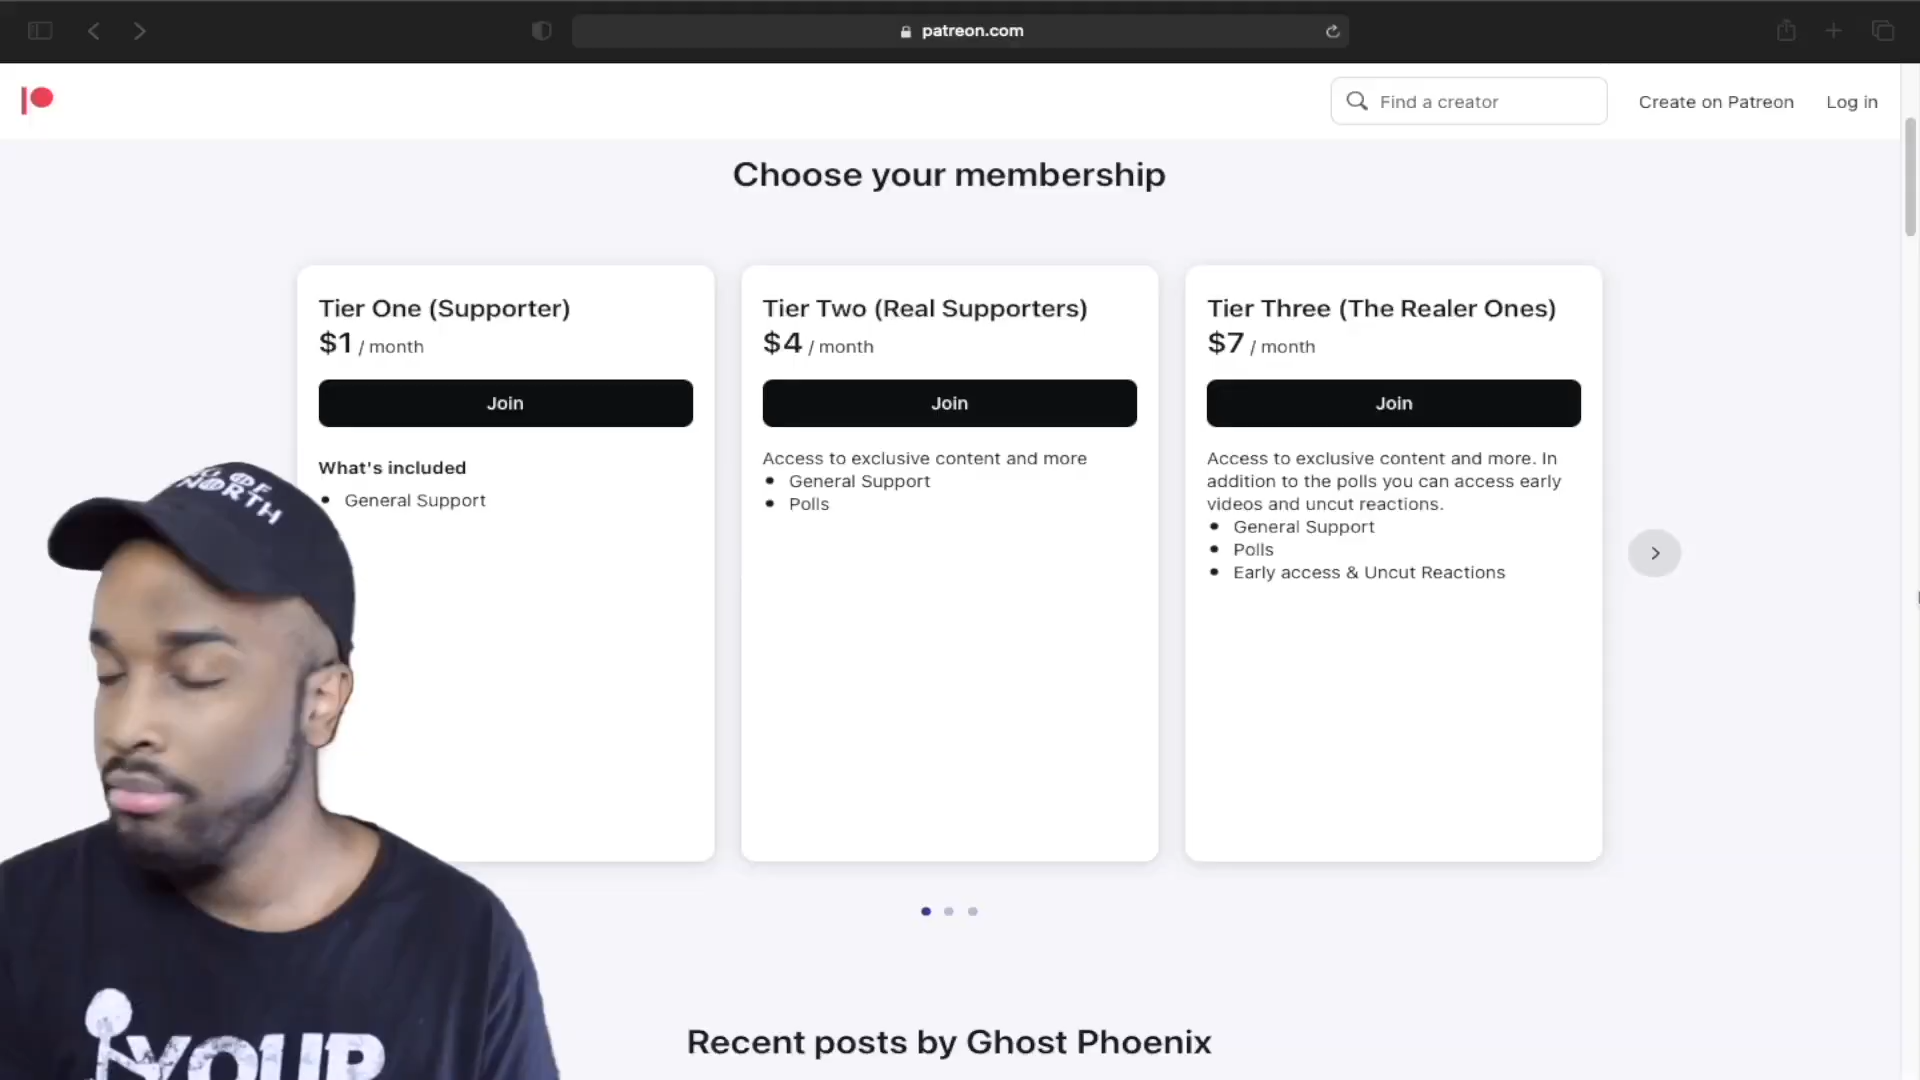 patreon.com
Find a creator
Create on Patreon
Log in
Choose your membership
Tier One (Supporter)
$1 / month
Join
What's included
• General Support
Tier Two (Real Supporters)
$4 / month
Join
Access to exclusive content and more
• General Support
• Polls
Tier Three (The Realer Ones)
$7 / month
Join
Access to exclusive content and more. In
addition to the polls you can access early
videos and uncut reactions.
• General Support
• Polls
• Early access & Uncut Reactions
OF
NORTH
YOUR
Recent posts by Ghost Phoenix